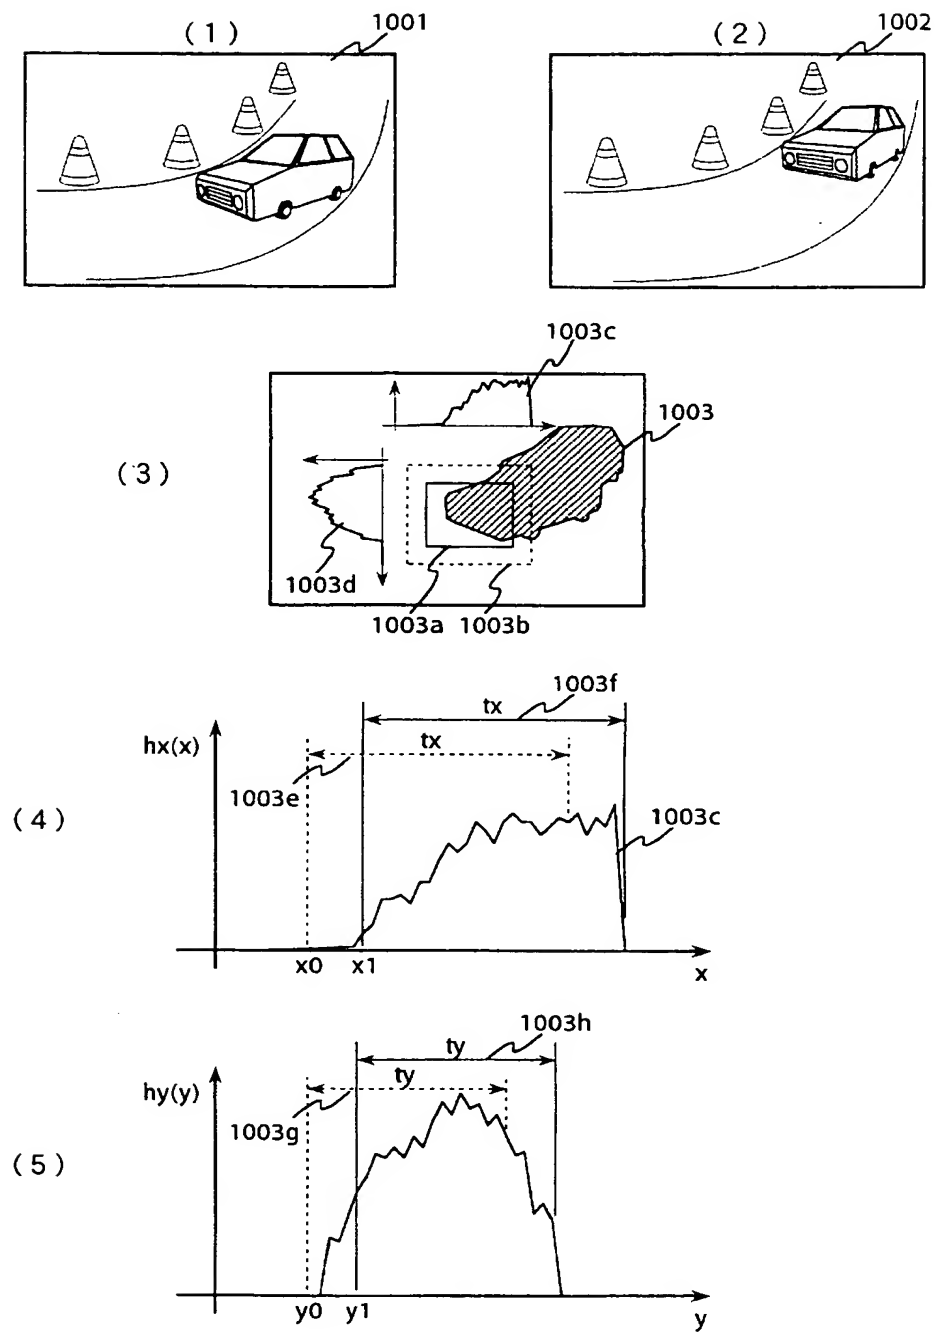 (1)
1001
(2)
1002
(3)
1003c
1003
1003d
1003a 1003b
(4)
hx(x)
tx
1003f
tx
1003e
1003c
x0
x1
x
(5)
hy(y)
ty
1003h
ty
1003g
y0
y1
y